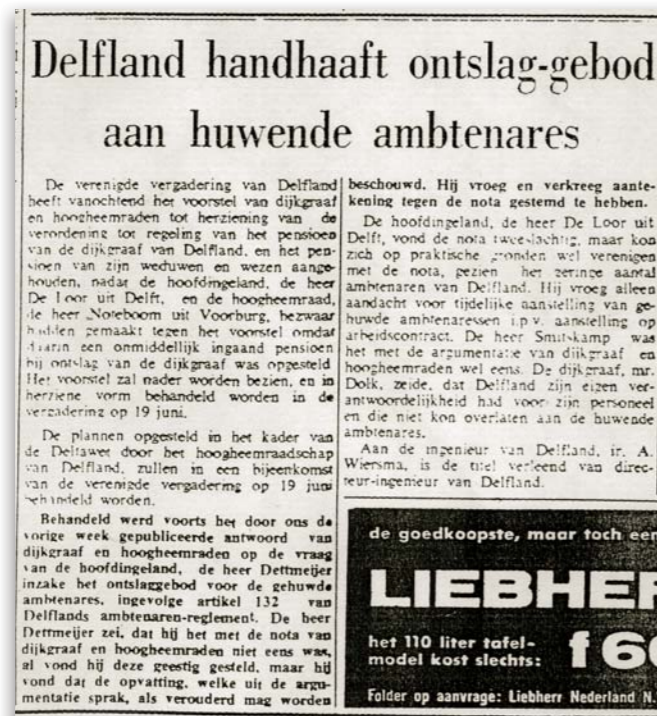 Delfland handhaaft ontslag-gebod
aan huwende ambtenares
De verenigde vergadering van Delfland
heeft vanochtend het voorstel van dijkgraaf
en hoogheemraden tot herziening van de
verordening tot regeling van het pensioen
van de dijkgraaf van Delfland, en het pen-
sioen van zijn weduwen en wezen aange-
houden, nadat de hoofdingeland, de heer
De Loor uit Delft, en de hoogheemraad,
de heer Noteboom uit Voorburg, bezwaar
hadden gemaakt tegen het voorstel omdat
daarin een onmiddellijk ingaand pensioen
bij ontslag van de dijkgraaf was opgesteld
Het voorstel zal nader worden bezien, en in
herziene vorm behandeld worden in de
vergadering op 19 juni.
De plannen opgesteld in het kader van
de Deltawet door het hoogheemraadschap
van Delfland, zullen in een bijeenkomst
van de verenigde vergadering op 19 juni
behandeld worden.
Behandeld werd voorts het door ons de
vorige week gepubliceerde antwoord van
dijkgraaf en hoogheemraden op de vraag
van de hoofdingeland, de heer Dettmeijer
inzake het ontslaggebod voor de gehuwde
ambtenares, ingevolge artikel 132 van
Delflands ambtenaren-reglement. De heer
Dettmeijer zei, dat hij het met de nota van
dijkgraaf en hoogheemraden niet eens was,
al vond hij deze geestig gesteld, maar hij
vond dat de opvatting, welke uit de argu-
mentatie sprak, als verouderd mag worden
beschouwd. Hij vroeg en verkreeg aante-
kening tegen de nota gestemd te hebben.
De hoofdingeland, de heer De Loor uit
Delft, vond de nota tweeslachtig, maar kon
zich op praktische gronden wel verenigen
met de nota, gezien het geringe aantal
ambtenaren van Delfland. Hij vroeg alleen
aandacht voor tijdelijke aanstelling van ge-
huwde ambtenaressen i.p.v. aanstelling op
arbeidscontract. De heer Smitskamp was
het met de argumentatie van dijkgraaf en
hoogheemraden wel eens. De dijkgraaf, mr.
Dolk, zeide, dat Delfland zijn eigen ver-
antwoordelijkheid had voor zijn personeel
en die niet kon overlaten aan de huwende
ambtenares.
Aan de ingenieur van Delfland, ir. A.
Wiersma, is de titel verleend van direc-
teur-ingenieur van Delfland.
de goedkoopste, maar toch een
LIEBHER
het 110 liter tafel-
model kost slechts:
f 6
Folder op aanvrage: Liebherr Nederland N.